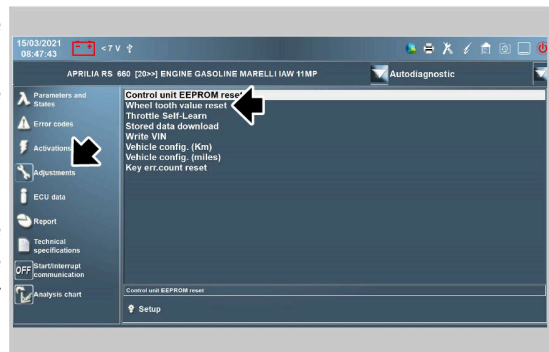 15/03/2021
08:47:43
<7 V
APRILIA RS 660 [20>>] ENGINE GASOLINE MARELLI IAW 11MP
Autodiagnostic
Parameters and
States
Error codes
Activations
Adjustments
ECU data
Report
Technical
specifications
OFF
Start/Interrupt
communication
Analysis chart
Control unit EEPROM reset
Wheel tooth value reset
Throttle Self-Learn
Stored data download
Write VIN
Vehicle config. (Km)
Vehicle config. (miles)
Key err.count reset
Control unit EEPROM reset
Setup